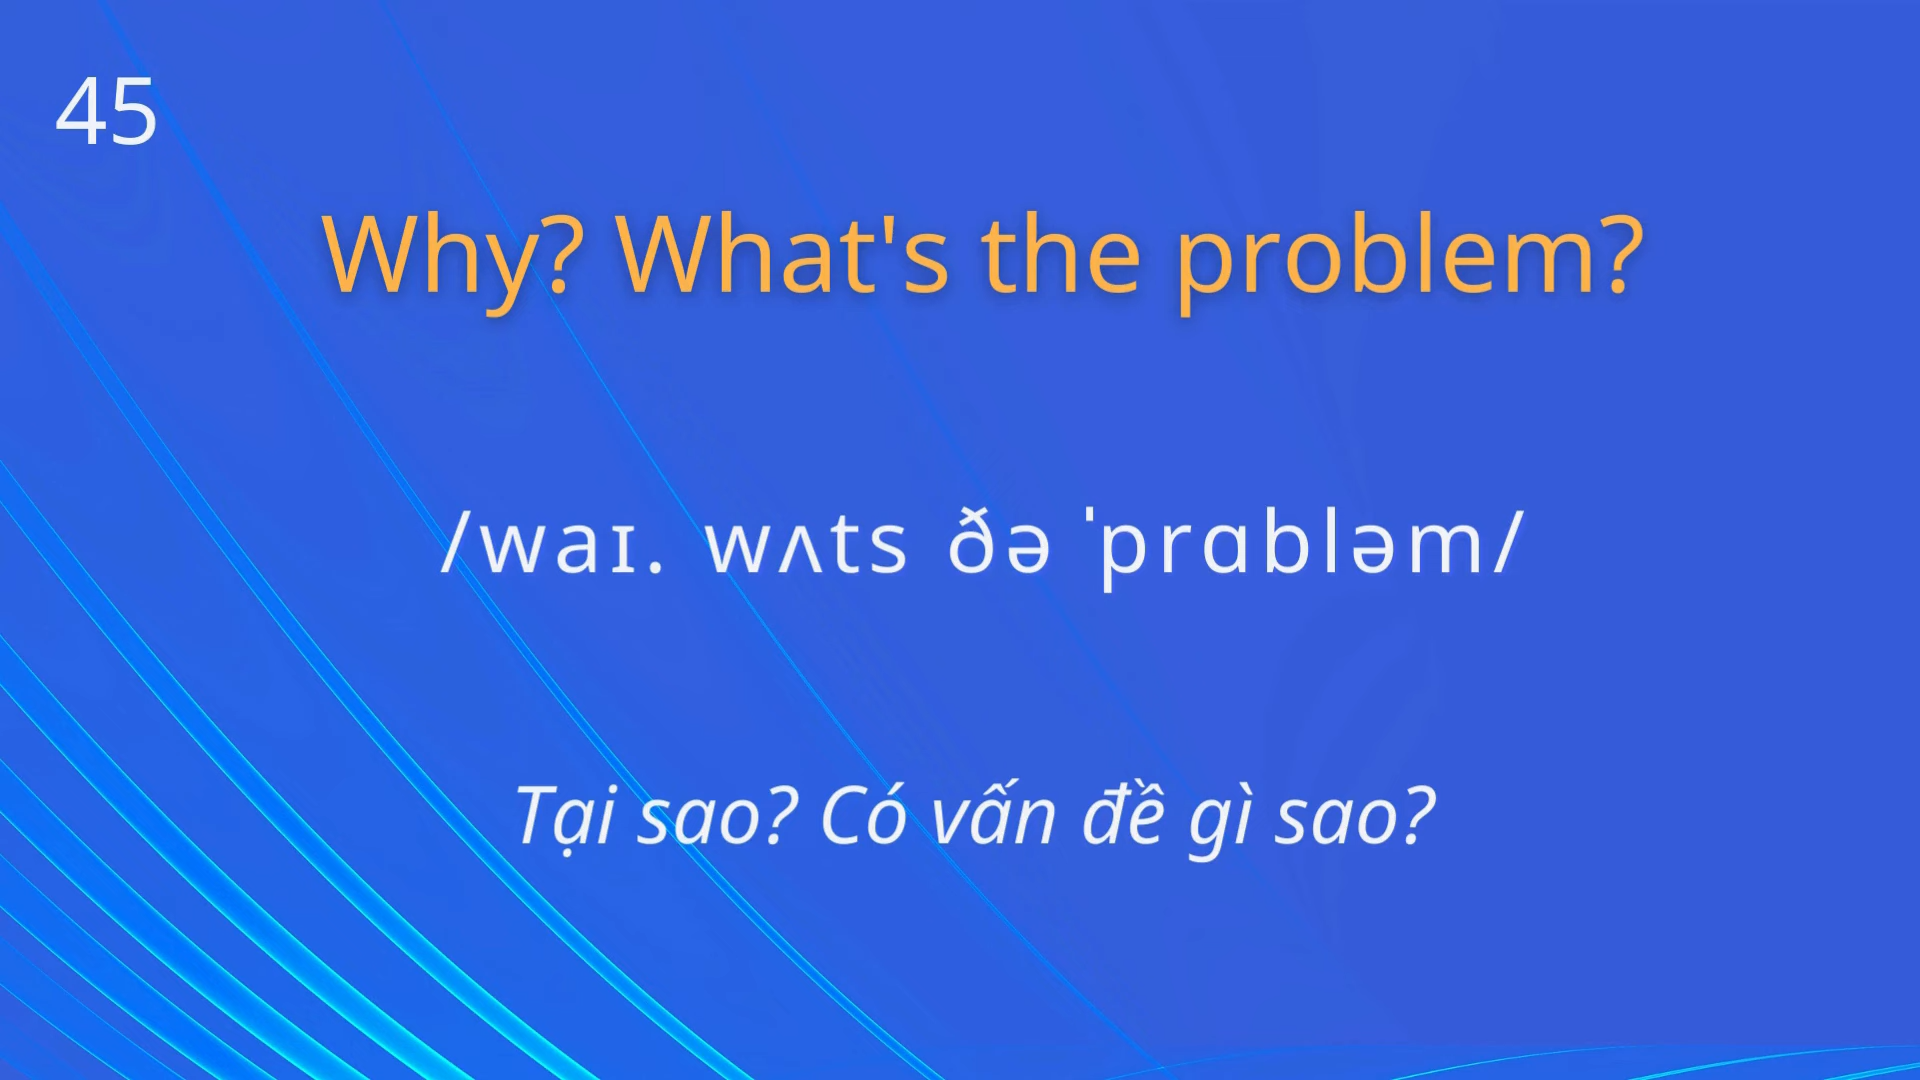 45
Why? What's the problem?
/waɪ. wʌts ðə ˈprɑbləm/
Tại sao? Có vấn đề gì sao?